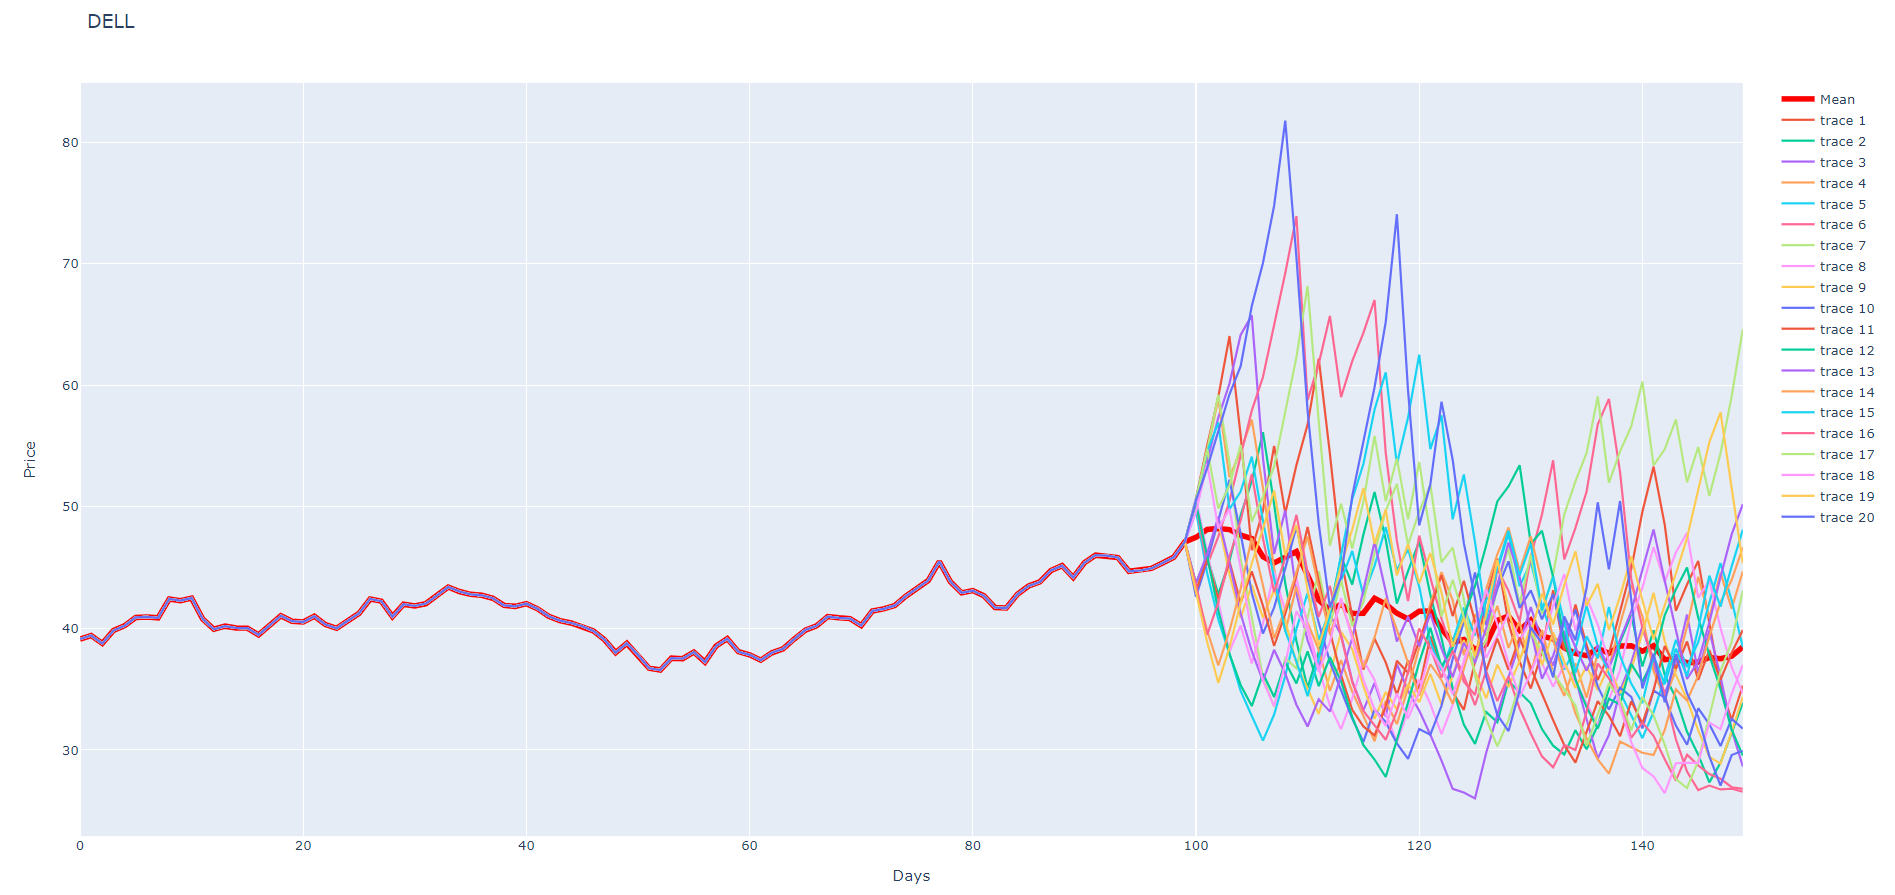 DELL
Price
80
70
60
50
40
30
0 20 40 60 80 100 120 140
Days
Mean
trace 1
trace 2
trace 3
trace 4
trace 5
trace 6
trace 7
trace 8
trace 9
trace 10
trace 11
trace 12
trace 13
trace 14
trace 15
trace 16
trace 17
trace 18
trace 19
trace 20